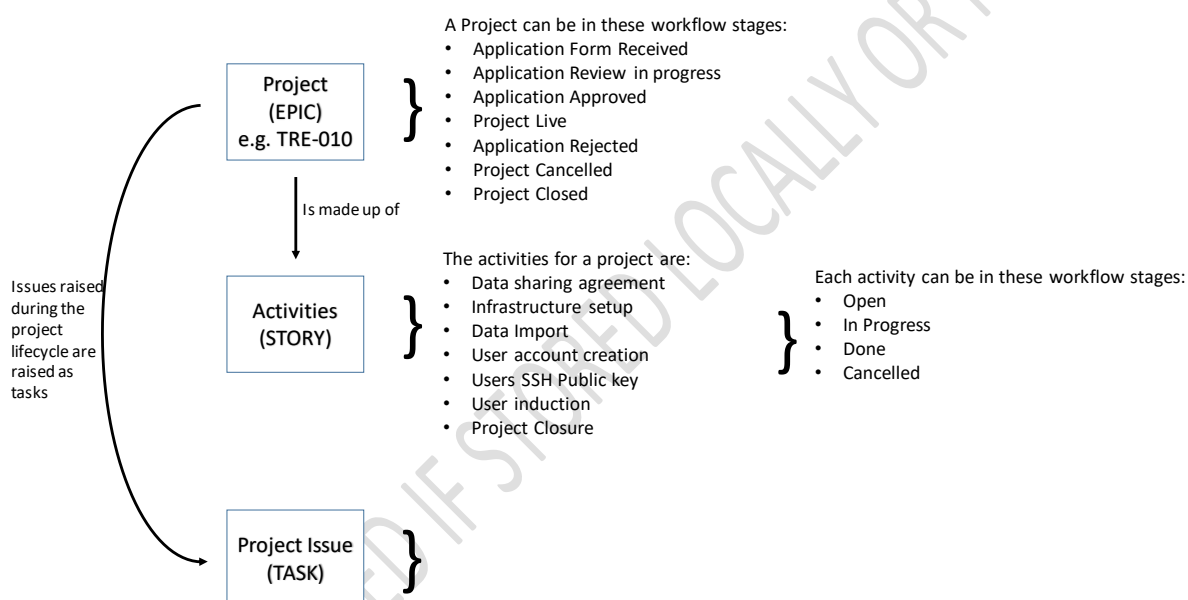 A Project can be in these workflow stages:
• Application Form Received
• Application Review in progress
• Application Approved
• Project Live
• Application Rejected
• Project Cancelled
• Project Closed
Project
(EPIC)
e.g. TRE-010
Is made up of
Issues raised
during the
project
lifecycle are
raised as
tasks
Activities
(STORY)
The activities for a project are:
• Data sharing agreement
• Infrastructure setup
• Data Import
• User account creation
• Users SSH Public key
• User induction
• Project Closure
Each activity can be in these workflow stages:
• Open
• In Progress
• Done
• Cancelled
Project Issue
(TASK)
IF STORED LOCALLY OR